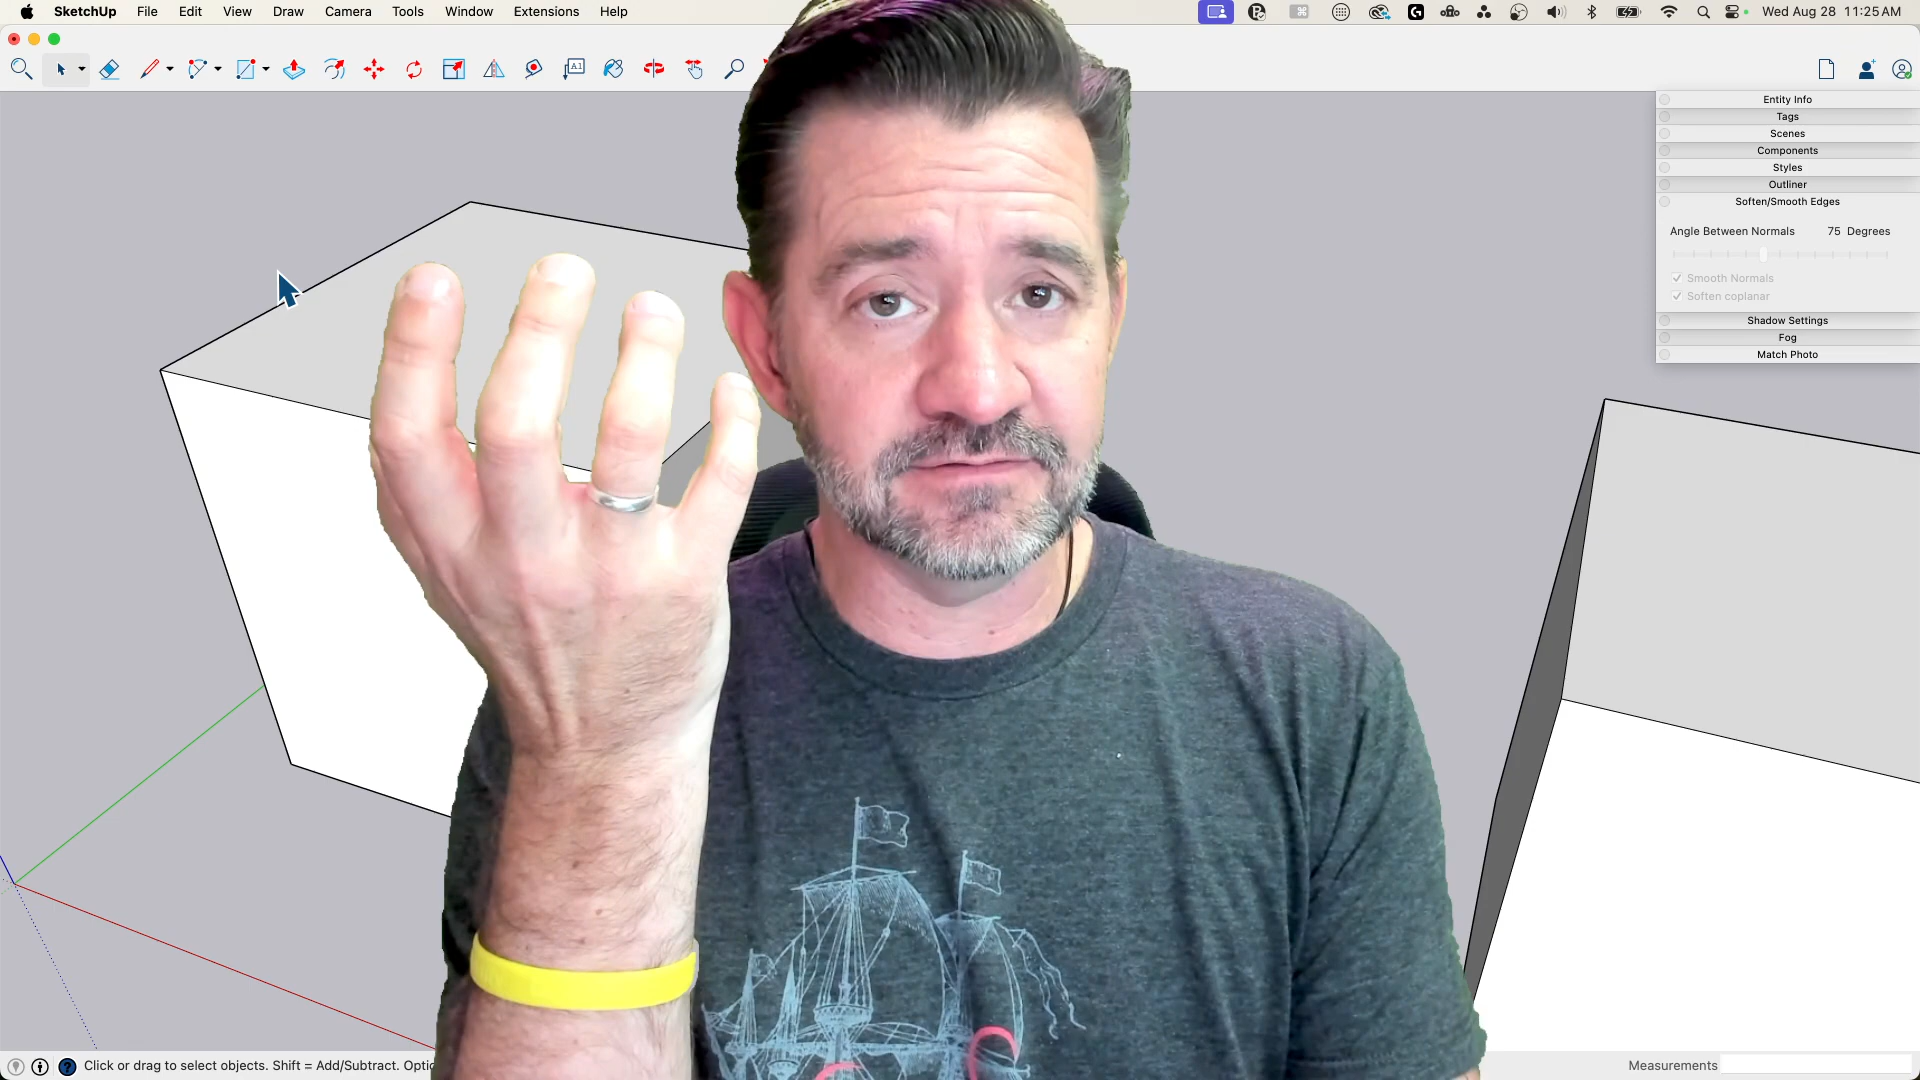 SketchUp File Edit View Draw Camera Tools Window Extensions Help Wed Aug 28 11:25 AM
A1
Entity Info
Tags
Scenes
Components
Styles
Outliner
Soften/Smooth Edges
Angle Between Normals 75 Degrees
Smooth Normals
Soften coplanar
Shadow Settings
Fog
Match Photo
Click or drag to select objects. Shift = Add/Subtract. Optio
Measurements